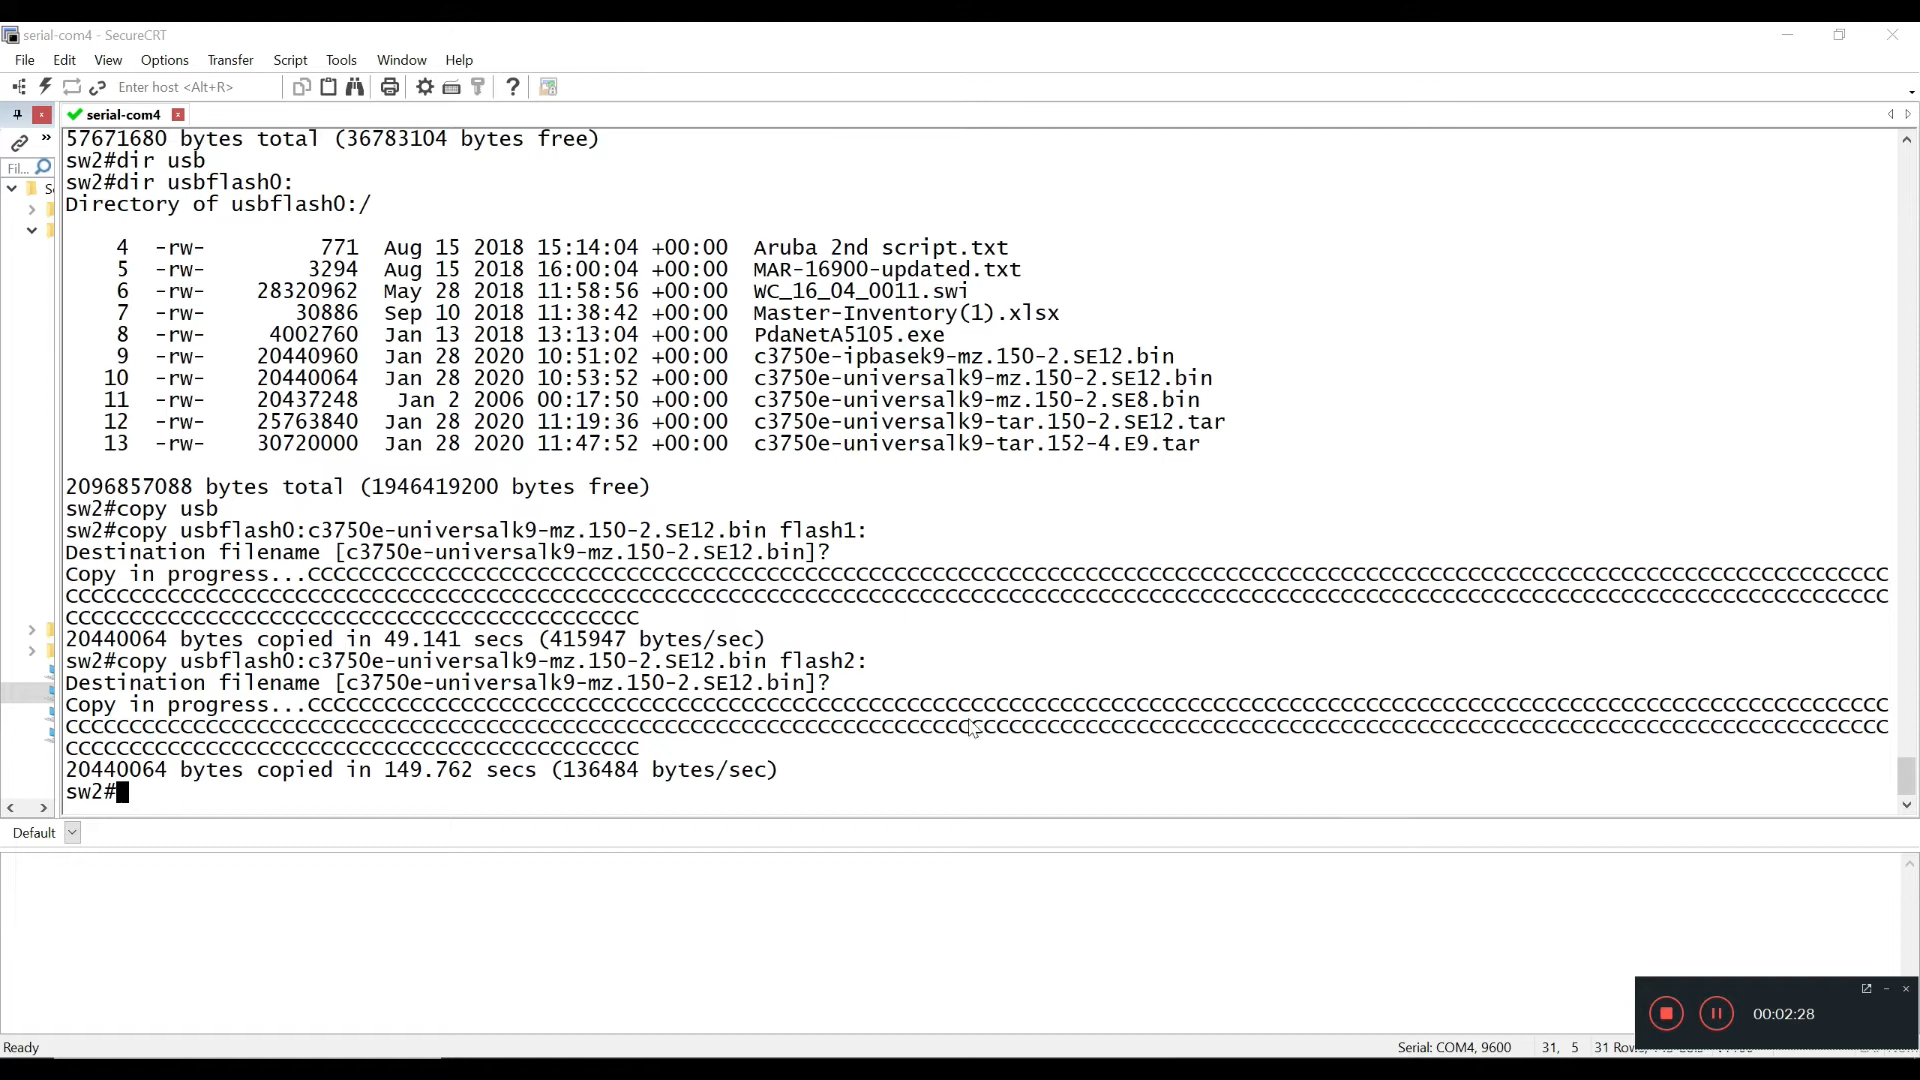 serial-com4 - SecureCRT
File Edit View Options Transfer Script Tools Window Help
Enter host <Alt+R>
serial-com4
Fil...
57671680 bytes total (36783104 bytes free)
sw2#dir usb
sw2#dir usbflash0:
Directory of usbflash0:/
4 -rw- 771 Aug 15 2018 15:14:04 +00:00 Aruba 2nd script.txt
5 -rw- 3294 Aug 15 2018 16:00:04 +00:00 MAR-16900-updated.txt
6 -rw- 28320962 May 28 2018 11:58:56 +00:00 WC_16_04_0011.swi
7 -rw- 30886 Sep 10 2018 11:38:42 +00:00 Master-Inventory(1).xlsx
8 -rw- 4002760 Jan 13 2018 13:13:04 +00:00 PdaNetA5105.exe
9 -rw- 20440960 Jan 28 2020 10:51:02 +00:00 c3750e-ipbasek9-mz.150-2.SE12.bin
10 -rw- 20440064 Jan 28 2020 10:53:52 +00:00 c3750e-universalk9-mz.150-2.SE12.bin
11 -rw- 20437248 Jan 2 2006 00:17:50 +00:00 c3750e-universalk9-mz.150-2.SE8.bin
12 -rw- 25763840 Jan 28 2020 11:19:36 +00:00 c3750e-universalk9-tar.150-2.SE12.tar
13 -rw- 30720000 Jan 28 2020 11:47:52 +00:00 c3750e-universalk9-tar.152-4.E9.tar
2096857088 bytes total (1946419200 bytes free)
sw2#copy usb
sw2#copy usbflash0:c3750e-universalk9-mz.150-2.SE12.bin flash1:
Destination filename [c3750e-universalk9-mz.150-2.SE12.bin]?
Copy in progress...CCCCCCCCCCCCCCCCCCCCCCCCCCCCCCCCCCCCCCCCCCCCCCCCCCCCCCCCCCCCCCCCCCCCCCCCCCCCCCCCCCCCCCCCCCCCCCCCCCCCCCCCCCCCCCCCCCCCCCCCCCCC
CCCCCCCCCCCCCCCCCCCCCCCCCCCCCCCCCCCCCCCCCCCCCCCCCCCCCCCCCCCCCCCCCCCCCCCCCCCCCCCCCCCCCCCCCCCCCCCCCCCCCCCCCCCCCCCCCCCCCCCCCCCCCCCCCCCCCCCCCCCCCCC
CCCCCCCCCCCCCCCCCCCCCCCCCCCCCCCCCCCCCCCCCCCCC
20440064 bytes copied in 49.141 secs (415947 bytes/sec)
sw2#copy usbflash0:c3750e-universalk9-mz.150-2.SE12.bin flash2:
Destination filename [c3750e-universalk9-mz.150-2.SE12.bin]?
Copy in progress...CCCCCCCCCCCCCCCCCCCCCCCCCCCCCCCCCCCCCCCCCCCCCCCCCCCCCCCCCCCCCCCCCCCCCCCCCCCCCCCCCCCCCCCCCCCCCCCCCCCCCCCCCCCCCCCCCCCCCCCCCCCC
CCCCCCCCCCCCCCCCCCCCCCCCCCCCCCCCCCCCCCCCCCCCCCCCCCCCCCCCCCCCCCCCCCCCCCCCCCCCCCCCCCCCCCCCCCCCCCCCCCCCCCCCCCCCCCCCCCCCCCCCCCCCCCCCCCCCCCCCCCCCCCC
CCCCCCCCCCCCCCCCCCCCCCCCCCCCCCCCCCCCCCCCCCCCC
20440064 bytes copied in 149.762 secs (136484 bytes/sec)
sw2#
Default
00:02:28
Ready Serial: COM4, 9600 31, 5 31